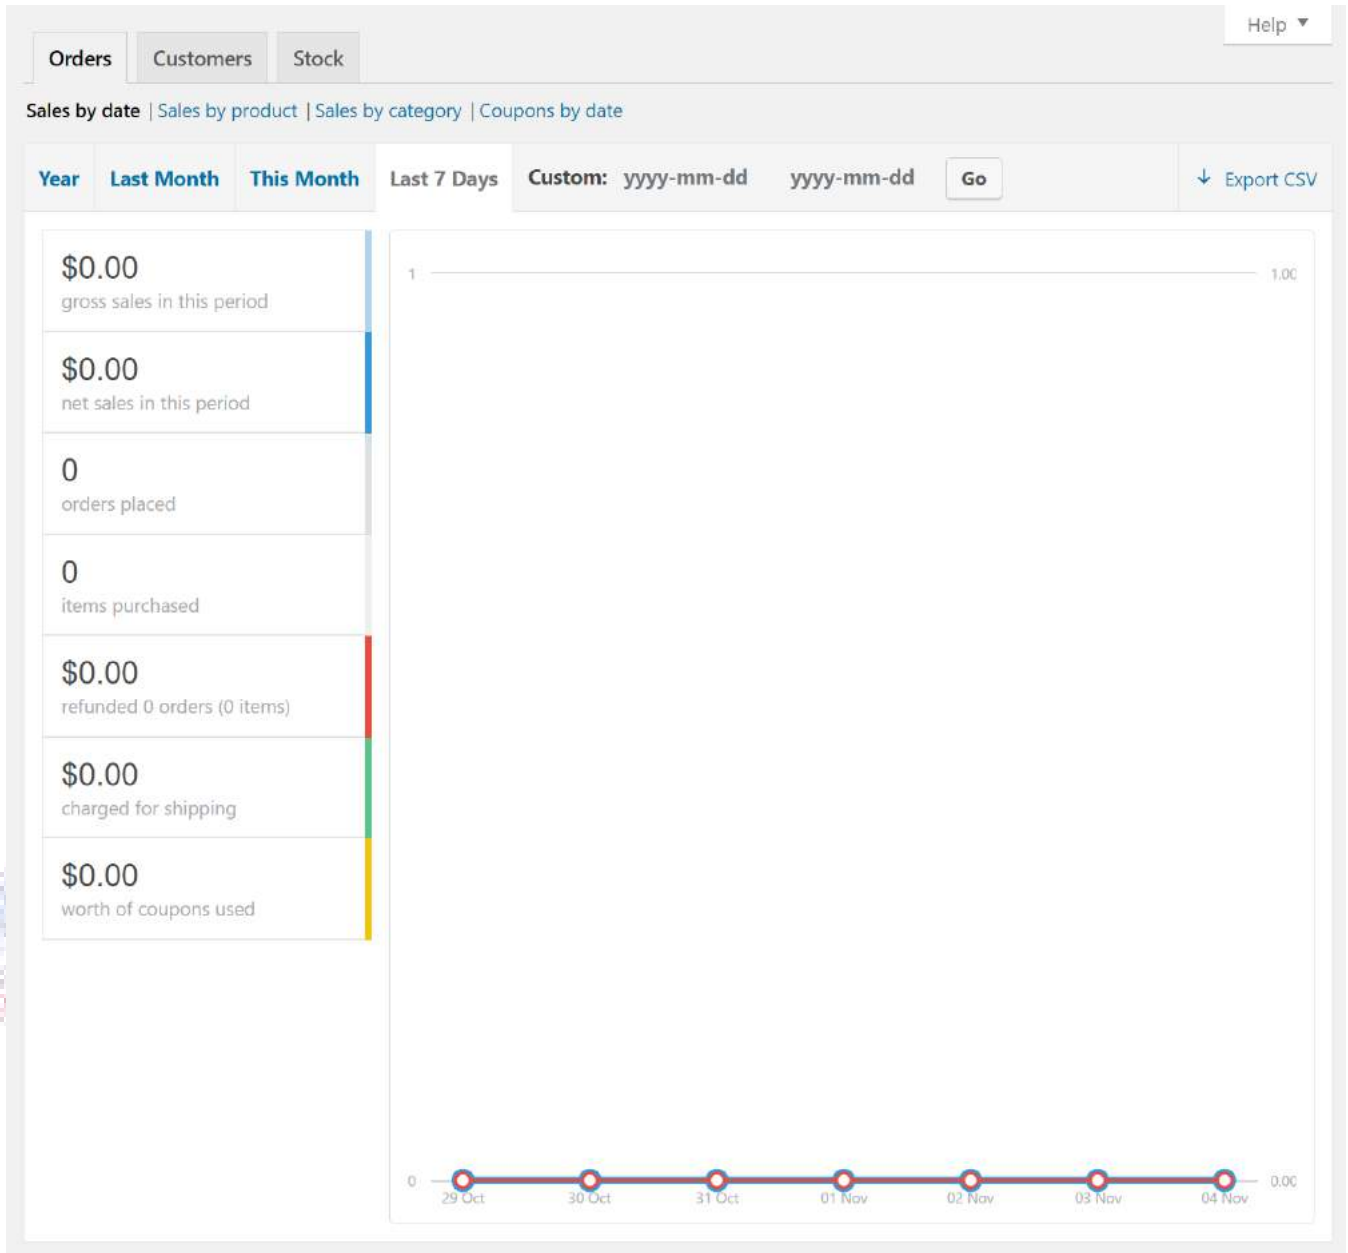 Help ▼
Orders Customers Stock
Sales by date | Sales by product | Sales by category | Coupons by date
Year Last Month This Month Last 7 Days Custom: yyyy-mm-dd yyyy-mm-dd Go ↓ Export CSV
$0.00
gross sales in this period
$0.00
net sales in this period
0
orders placed
0
items purchased
$0.00
refunded 0 orders (0 items)
$0.00
charged for shipping
$0.00
worth of coupons used
1 1.00
0 0.00
29 Oct 30 Oct 31 Oct 01 Nov 02 Nov 03 Nov 04 Nov